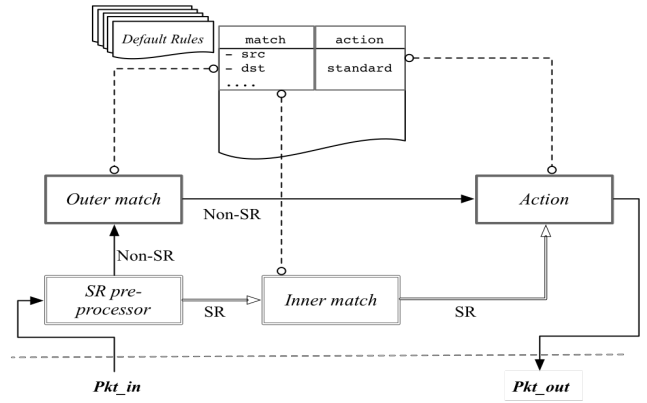 Default Rules
match action
– src
– dst standard
....
Outer match
Non-SR
Action
Non-SR
SR pre-
processor
SR
Inner match
SR
Pkt_in
Pkt_out